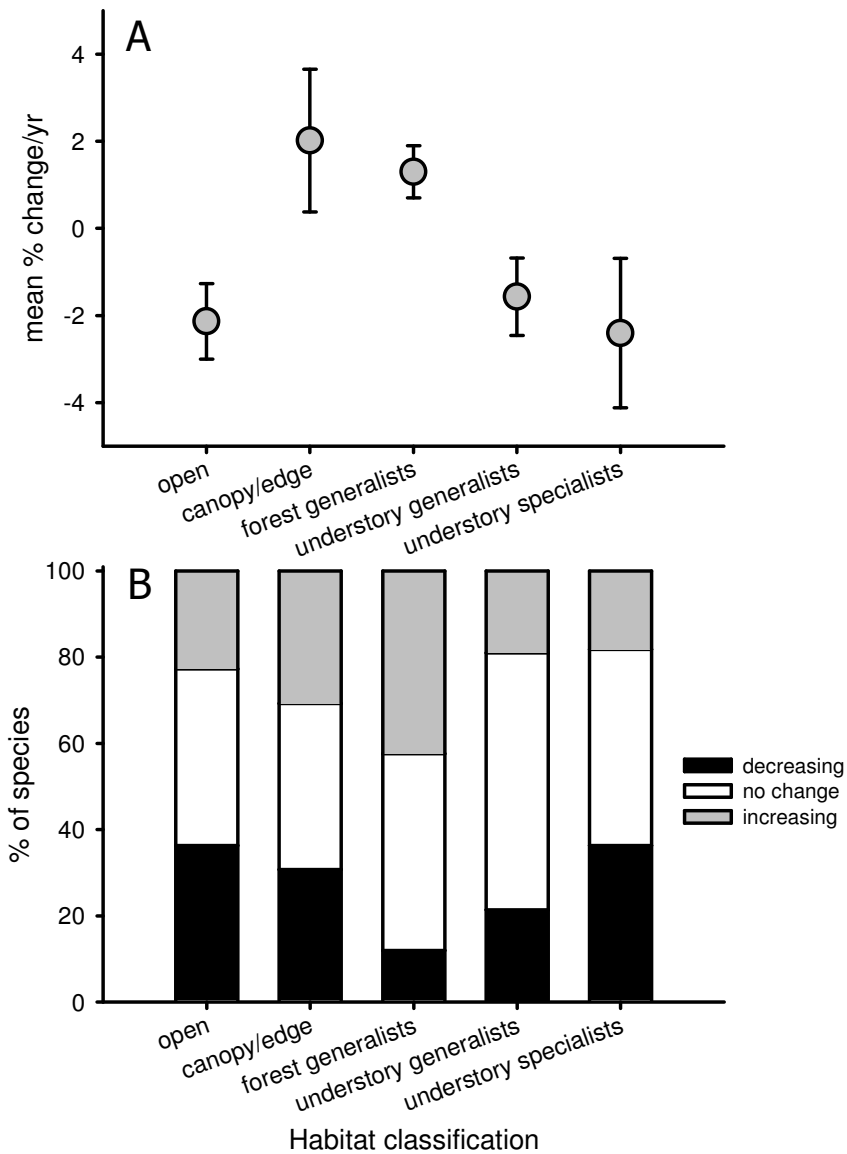 A
4
2
0
-2
-4
mean % change/yr
open
canopy/edge
forest generalists
understory generalists
understory specialists
B
100
80
60
40
20
0
% of species
decreasing
no change
increasing
open
canopy/edge
forest generalists
understory generalists
understory specialists
Habitat classification